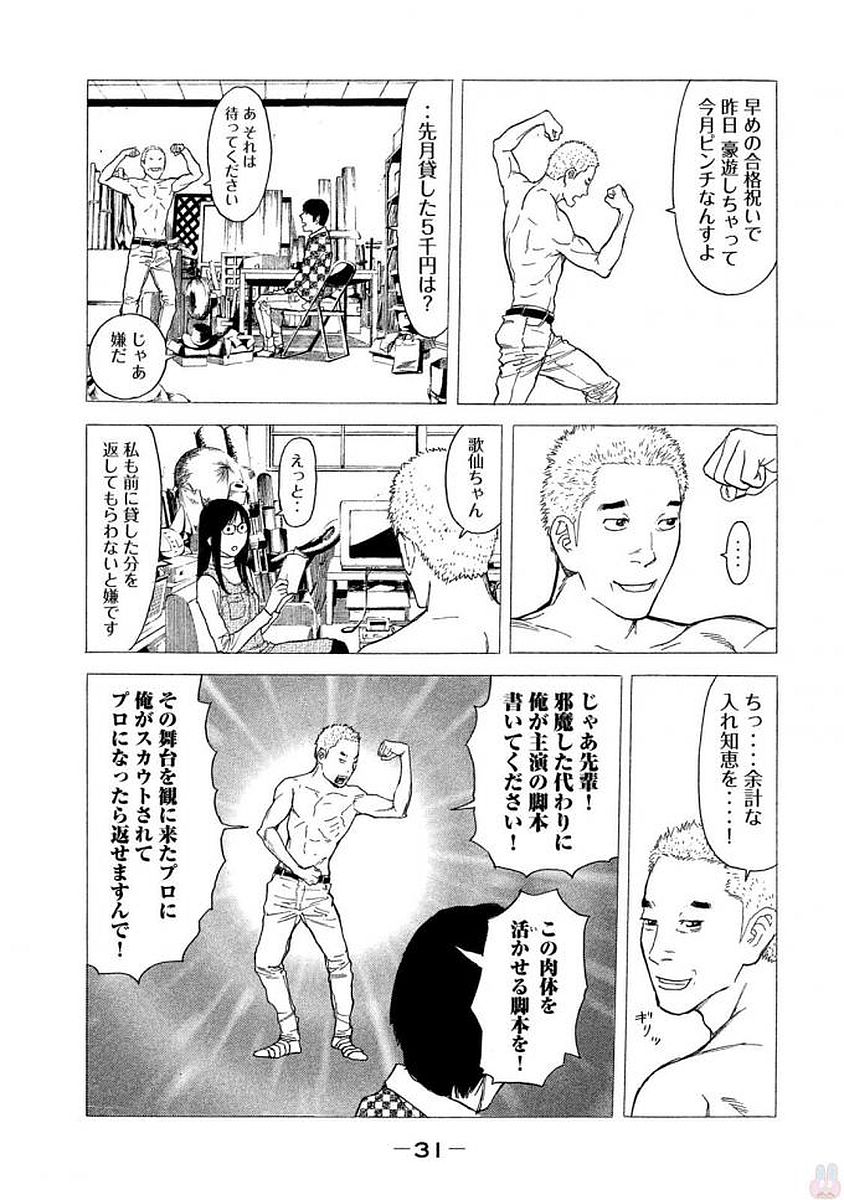 早めの合格祝いで
昨日 豪遊しちゃって
今月ピンチなんすよ
‥先月貸した５千円は？
あ それは
待ってください
じゃあ
嫌だ
‥‥
歌仙ちゃん
えっと‥
私も前に貸した分を
返してもらわないと嫌です
ちっ‥‥余計な
入れ知恵を‥‥！
ギリッ
じゃあ先輩！
邪魔した代わりに
俺が主演の脚本
書いてください！
この肉体を
活かせる脚本を！
その舞台を観に来たプロに
俺がスカウトされて
プロになったら返せますんで！
—31—